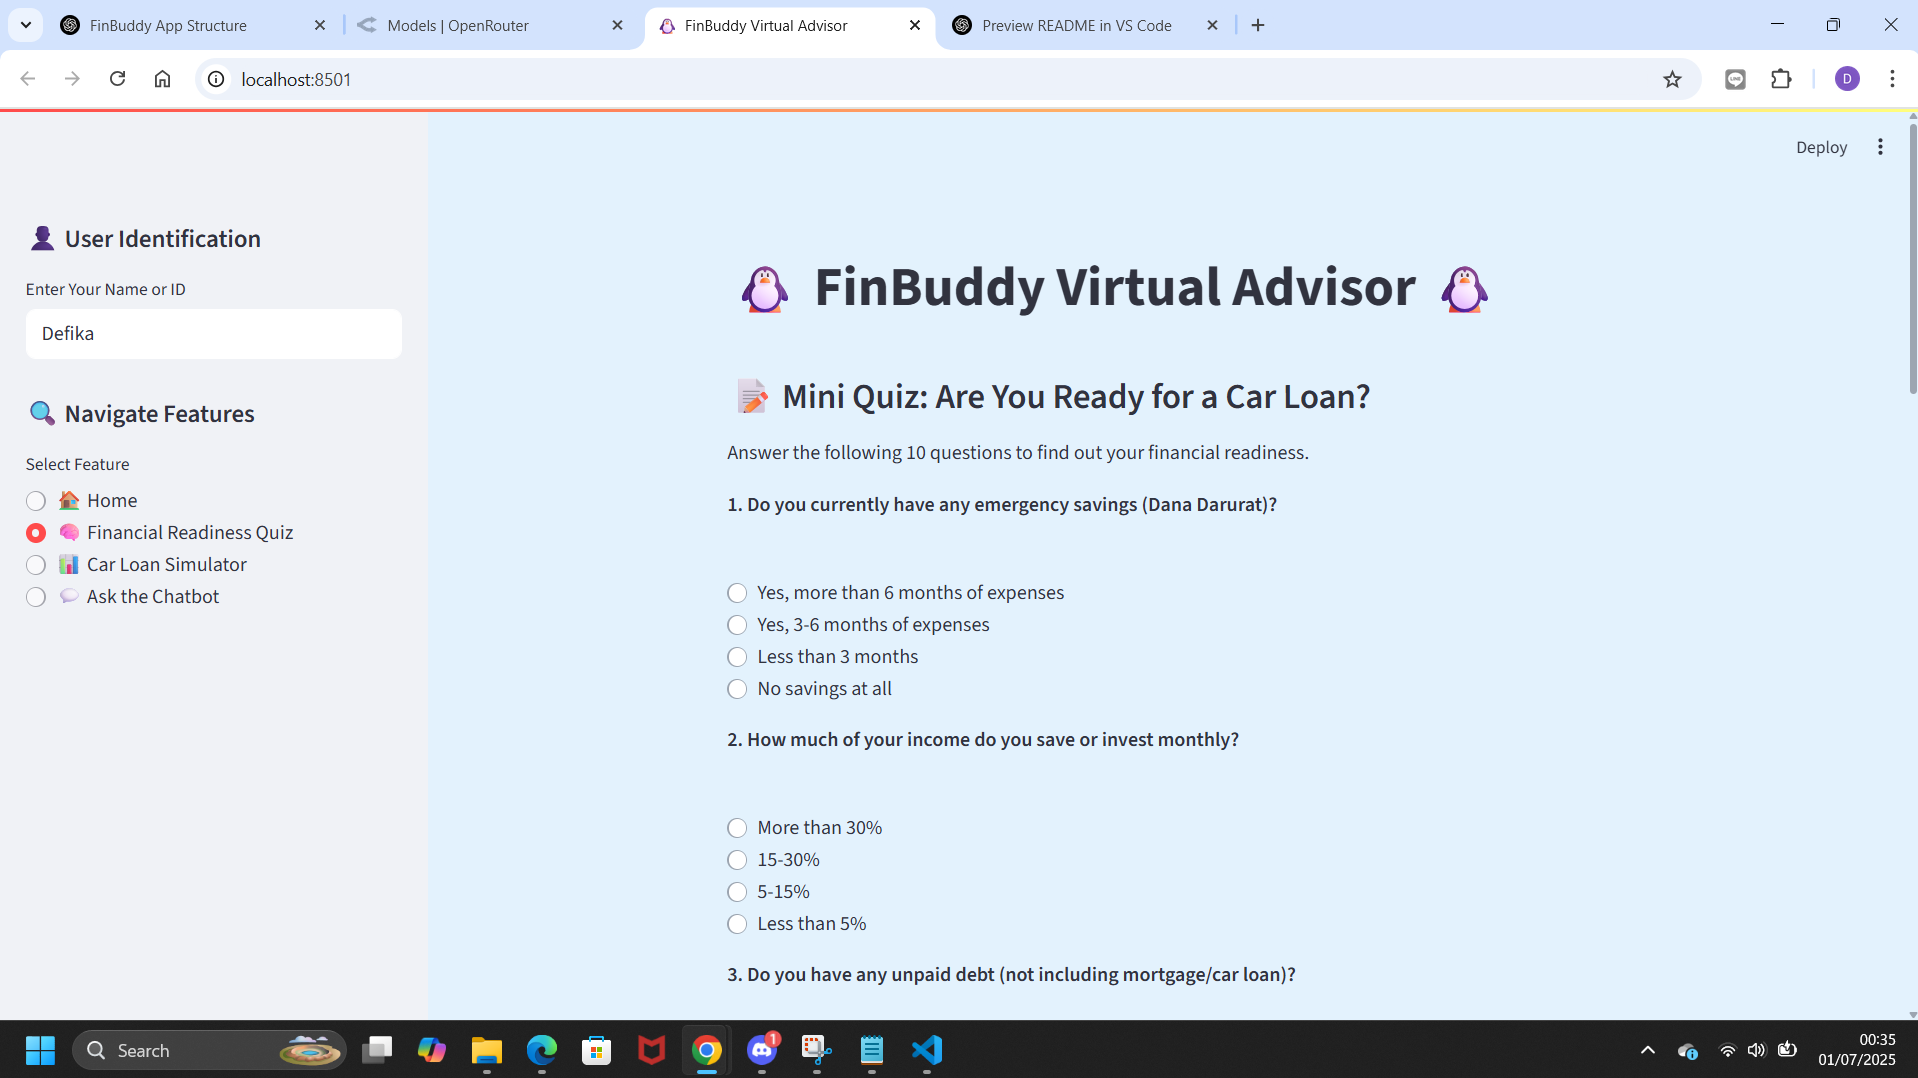 FinBuddy App Structure
Models | OpenRouter
FinBuddy Virtual Advisor
Preview README in VS Code
localhost:8501
D
Deploy
User Identification
Enter Your Name or ID
Defika
Navigate Features
Select Feature
Home
Financial Readiness Quiz
Car Loan Simulator
Ask the Chatbot
FinBuddy Virtual Advisor
Mini Quiz: Are You Ready for a Car Loan?
Answer the following 10 questions to find out your financial readiness.
1. Do you currently have any emergency savings (Dana Darurat)?
Yes, more than 6 months of expenses
Yes, 3-6 months of expenses
Less than 3 months
No savings at all
2. How much of your income do you save or invest monthly?
More than 30%
15-30%
5-15%
Less than 5%
3. Do you have any unpaid debt (not including mortgage/car loan)?
Search
1
00:35
01/07/2025